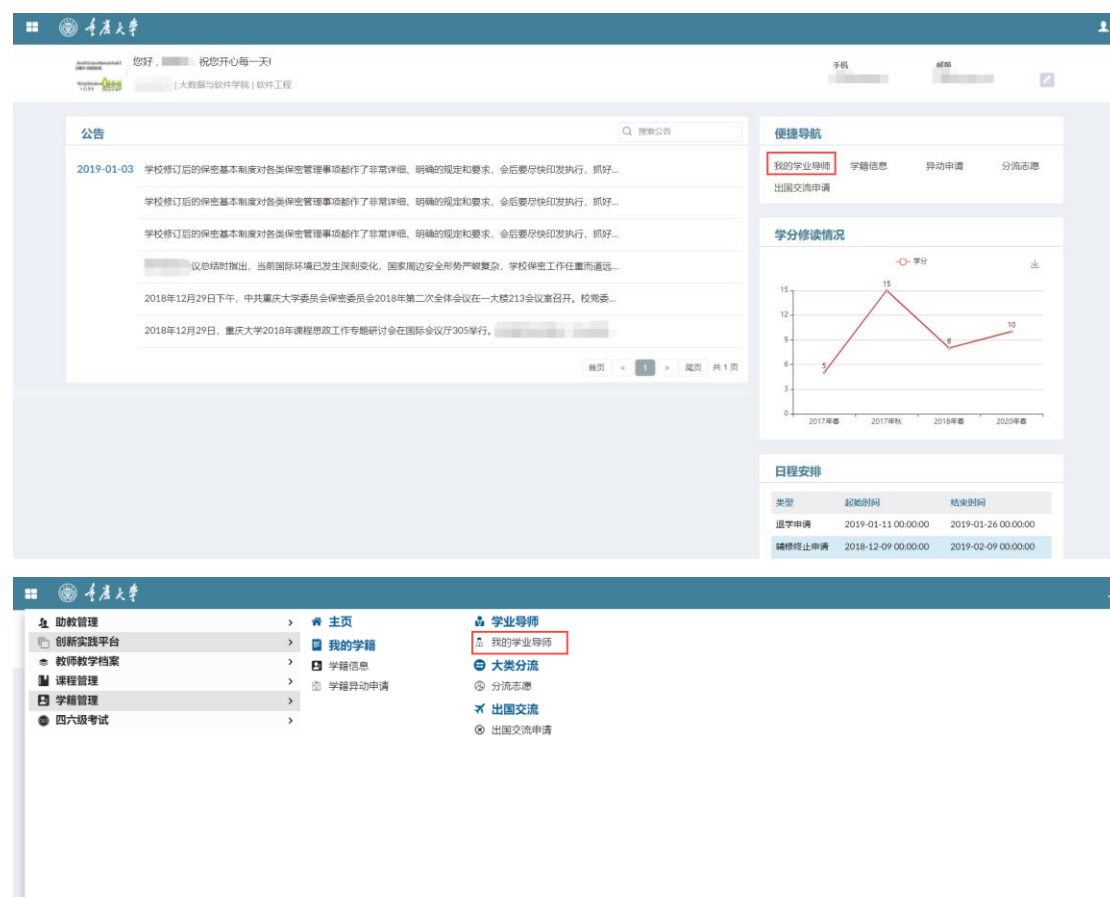 重庆大学
您好， 祝您开心每一天!
| 大数据与软件学院 | 软件工程
手机
邮箱
公告
搜索公告
2019-01-03 学校修订后的保密基本制度对各类保密管理事项都作了非常详细、明确的规定和要求，会后要尽快印发执行，抓好...
学校修订后的保密基本制度对各类保密管理事项都作了非常详细、明确的规定和要求，会后要尽快印发执行，抓好...
学校修订后的保密基本制度对各类保密管理事项都作了非常详细、明确的规定和要求，会后要尽快印发执行，抓好...
议总结时指出，当前国际环境已发生深刻变化，国家周边安全形势严峻复杂，学校保密工作任重而道远...
2018年12月29日下午，中共重庆大学委员会保密委员会2018年第二次全体会议在一大楼213会议室召开。校党委...
2018年12月29日，重庆大学2018年课程思政工作专题研讨会在国际会议厅305举行。
首页 < 1 > 尾页 共 1 页
便捷导航
我的学业导师 学籍信息 异动申请 分流志愿
出国交流申请
学分修读情况
学分
15
12
9
6
3
0
5
15
8
10
2017年春 2017年秋 2018年春 2020年春
日程安排
类型 起始时间 结束时间
退学申请 2019-01-11 00:00:00 2019-01-26 00:00:00
辅修终止申请 2018-12-09 00:00:00 2019-02-09 00:00:00
重庆大学
助教管理 >
创新实践平台 >
教师教学档案 >
课程管理 >
学籍管理 >
四六级考试 >
主页
我的学籍
学籍信息
学籍异动申请
学业导师
我的学业导师
大类分流
分流志愿
出国交流
出国交流申请